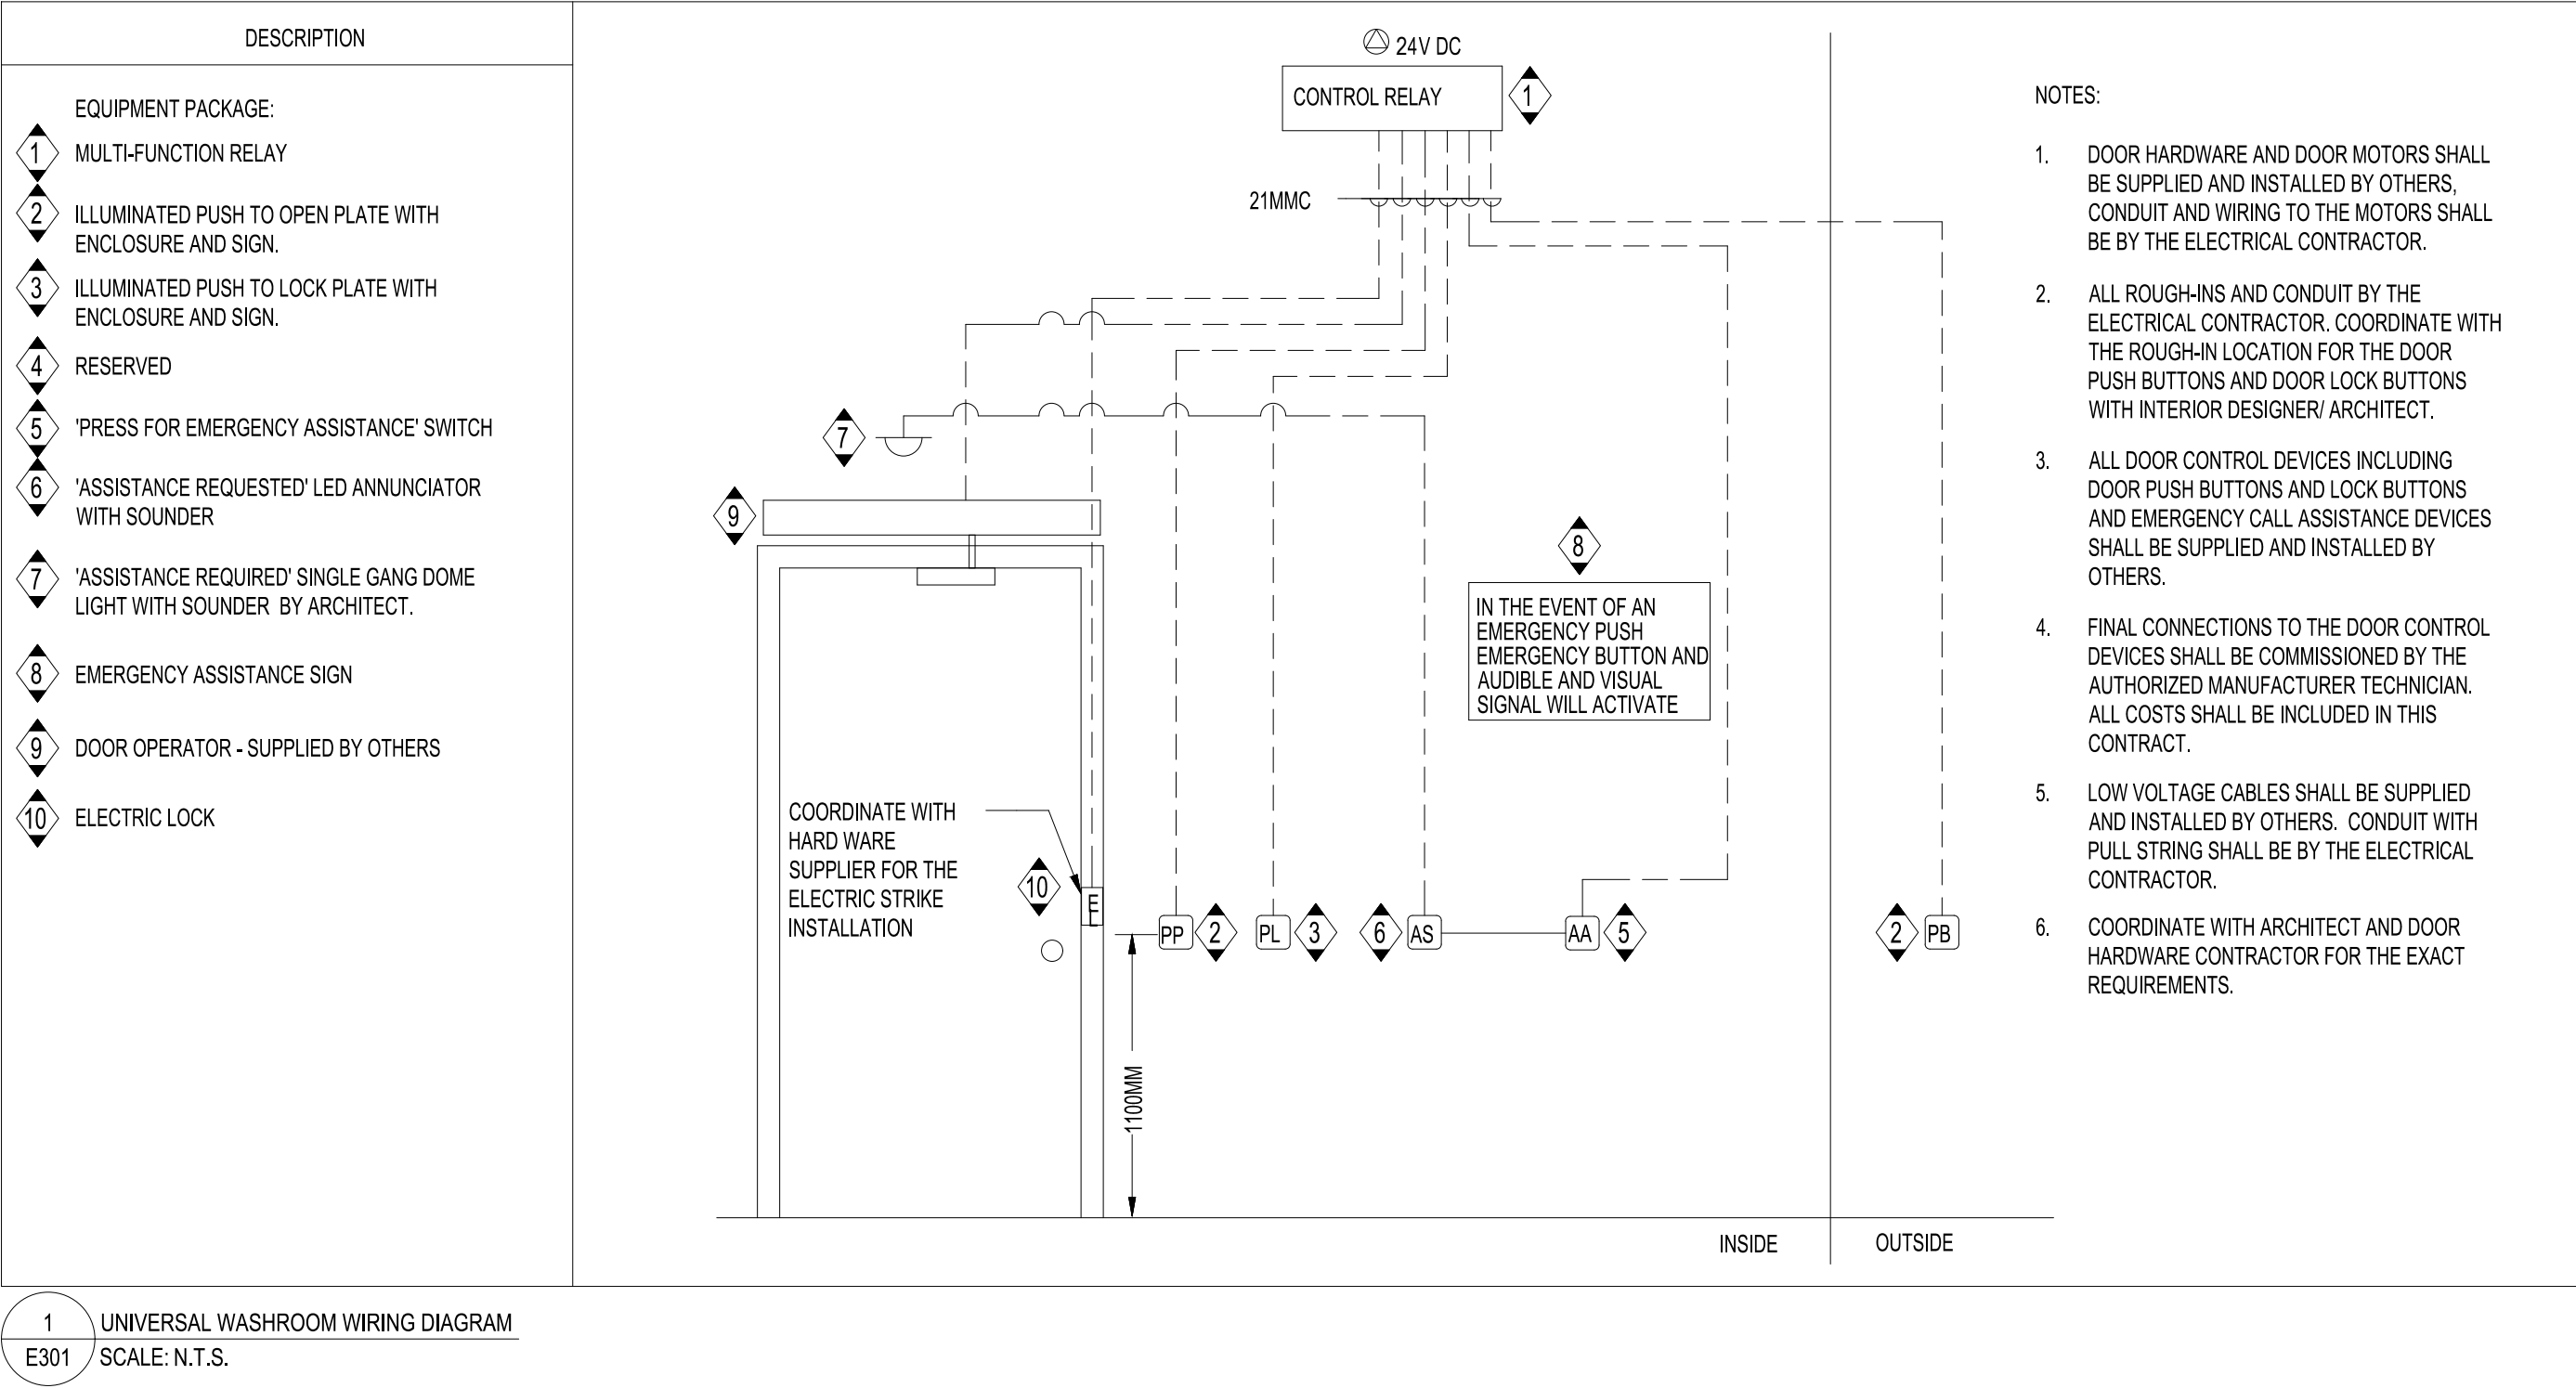 DESCRIPTION
EQUIPMENT PACKAGE:
1 MULTI-FUNCTION RELAY
2 ILLUMINATED PUSH TO OPEN PLATE WITH
ENCLOSURE AND SIGN.
3 ILLUMINATED PUSH TO LOCK PLATE WITH
ENCLOSURE AND SIGN.
4 RESERVED
5 'PRESS FOR EMERGENCY ASSISTANCE' SWITCH
6 'ASSISTANCE REQUESTED' LED ANNUNCIATOR
WITH SOUNDER
7 'ASSISTANCE REQUIRED' SINGLE GANG DOME
LIGHT WITH SOUNDER BY ARCHITECT.
8 EMERGENCY ASSISTANCE SIGN
9 DOOR OPERATOR - SUPPLIED BY OTHERS
10 ELECTRIC LOCK
24V DC
CONTROL RELAY
1
21MMC
7
9
8
IN THE EVENT OF AN
EMERGENCY PUSH
EMERGENCY BUTTON AND
AUDIBLE AND VISUAL
SIGNAL WILL ACTIVATE
COORDINATE WITH
HARD WARE
SUPPLIER FOR THE
ELECTRIC STRIKE
INSTALLATION
10
E
L
PP 2
PL 3
6 AS
AA 5
2 PB
1100MM
INSIDE
OUTSIDE
NOTES:
1. DOOR HARDWARE AND DOOR MOTORS SHALL
BE SUPPLIED AND INSTALLED BY OTHERS,
CONDUIT AND WIRING TO THE MOTORS SHALL
BE BY THE ELECTRICAL CONTRACTOR.
2. ALL ROUGH-INS AND CONDUIT BY THE
ELECTRICAL CONTRACTOR. COORDINATE WITH
THE ROUGH-IN LOCATION FOR THE DOOR
PUSH BUTTONS AND DOOR LOCK BUTTONS
WITH INTERIOR DESIGNER/ ARCHITECT.
3. ALL DOOR CONTROL DEVICES INCLUDING
DOOR PUSH BUTTONS AND LOCK BUTTONS
AND EMERGENCY CALL ASSISTANCE DEVICES
SHALL BE SUPPLIED AND INSTALLED BY
OTHERS.
4. FINAL CONNECTIONS TO THE DOOR CONTROL
DEVICES SHALL BE COMMISSIONED BY THE
AUTHORIZED MANUFACTURER TECHNICIAN.
ALL COSTS SHALL BE INCLUDED IN THIS
CONTRACT.
5. LOW VOLTAGE CABLES SHALL BE SUPPLIED
AND INSTALLED BY OTHERS. CONDUIT WITH
PULL STRING SHALL BE BY THE ELECTRICAL
CONTRACTOR.
6. COORDINATE WITH ARCHITECT AND DOOR
HARDWARE CONTRACTOR FOR THE EXACT
REQUIREMENTS.
1 UNIVERSAL WASHROOM WIRING DIAGRAM
E301 SCALE: N.T.S.